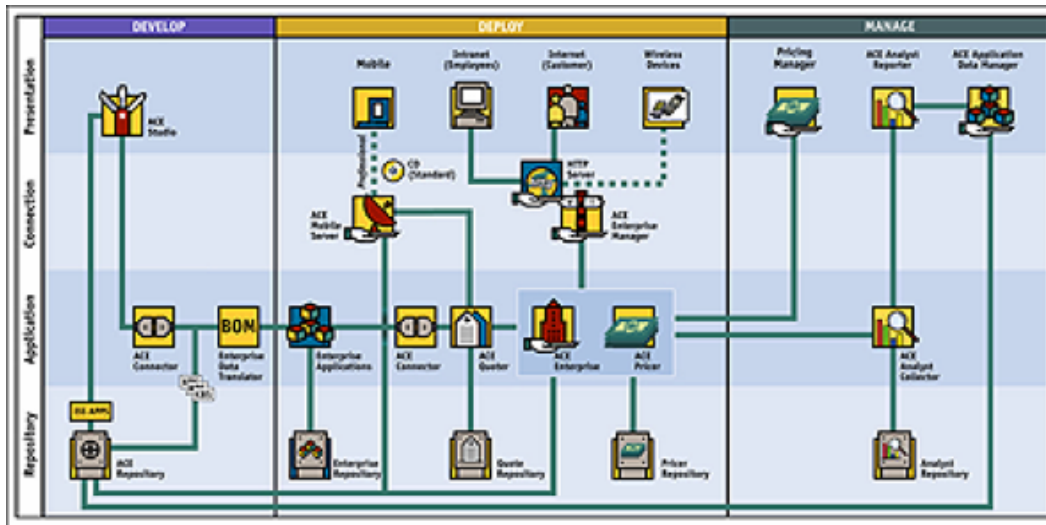 DEVELOP
DEPLOY
MANAGE
Presentation
Connection
Application
Repository
ACE
Studio
Mobile
Intranet
(Employees)
Internet
(Customer)
Wireless
Devices
Pricing
Manager
ACE Analyst
Reporter
ACE Application
Data Manager
Professional
CD
(Standard)
HTTP
Server
ACE
Mobile
Server
ACE
Enterprise
Manager
ACE
Connector
BOM
Enterprise
Data
Translator
Enterprise
Applications
ACE
Connector
ACE
Quoter
ACE
Enterprise
ACE
Pricer
ACE
Analyst
Collector
ACE
Repository
Enterprise
Repository
Quote
Repository
Pricer
Repository
Analyst
Repository